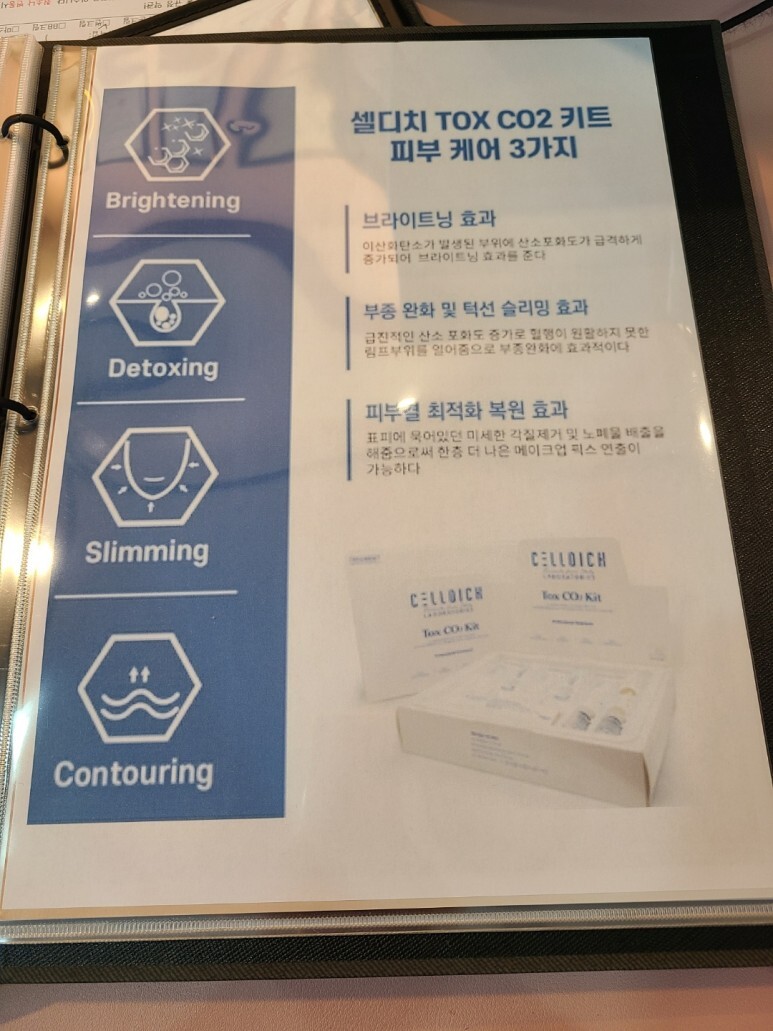 Brightening
Detoxing
Slimming
Contouring
셀디치 TOX CO2 키트
피부 케어 3가지
브라이트닝 효과
이산화탄소가 발생된 부위에 산소포화도가 급격하게
증가되어 브라이트닝 효과를 준다
부종 완화 및 턱선 슬리밍 효과
급진적인 산소 포화도 증가로 혈행이 원활하지 못한
림프부위를 열어줌으로 부종완화에 효과적이다
피부결 최적화 복원 효과
표피에 묵어있던 미세한 각질제거 및 노폐물 배출을
해줌으로써 한층 더 나은 메이크업 픽스 연출이
가능하다
CELLDICH
LABORATORIES
Tox CO₂ Kit
CELLDICH
LABORATORIES
Tox CO₂ Kit